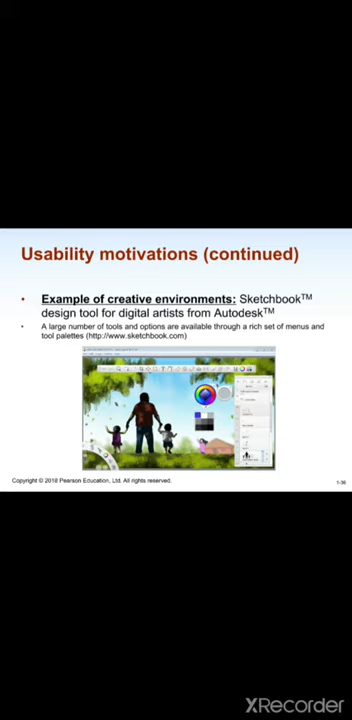 Usability motivations (continued)
• Example of creative environments: Sketchbook™
design tool for digital artists from Autodesk™
• A large number of tools and options are available through a rich set of menus and
tool palettes (http://www.sketchbook.com)
Copyright © 2018 Pearson Education, Ltd. All rights reserved.
1-36
XRecorder